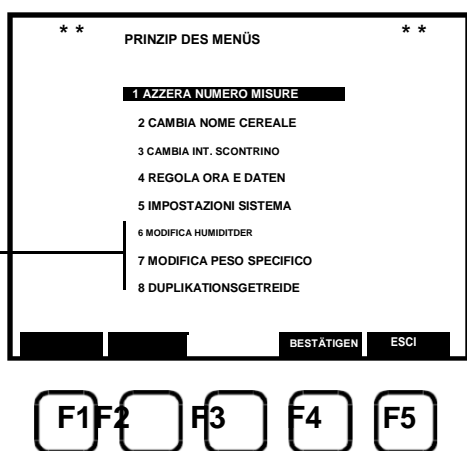 * * PRINZIP DES MENÜS * *
1 AZZERA NUMERO MISURE
2 CAMBIA NOME CEREALE
3 CAMBIA INT. SCONTRINO
4 REGOLA ORA E DATEN
5 IMPOSTAZIONI SISTEMA
6 MODIFICA HUMIDITDER
7 MODIFICA PESO SPECIFICO
8 DUPLIKATIONSGETREIDE
BESTÄTIGEN ESCI
F1 F2 F3 F4 F5